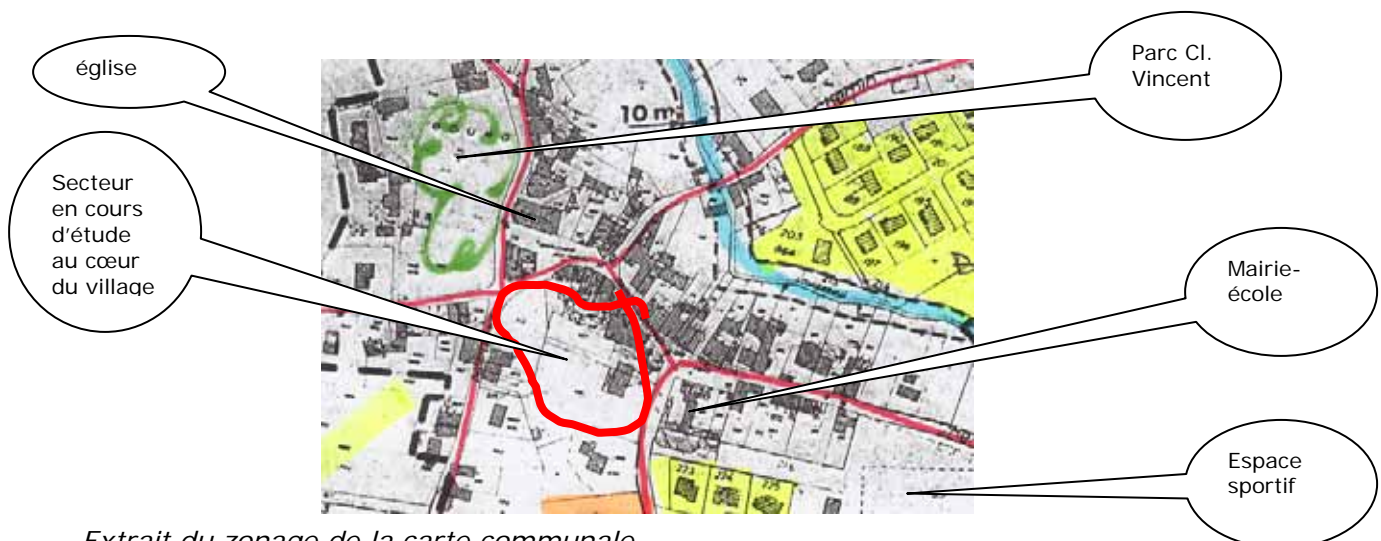 église
Parc Cl.
Vincent
10 m
Secteur
en cours
d'étude
au cœur
du village
203
Mairie-
école
223
224
225
Espace
sportif
Extrait du zonage de la carte communale